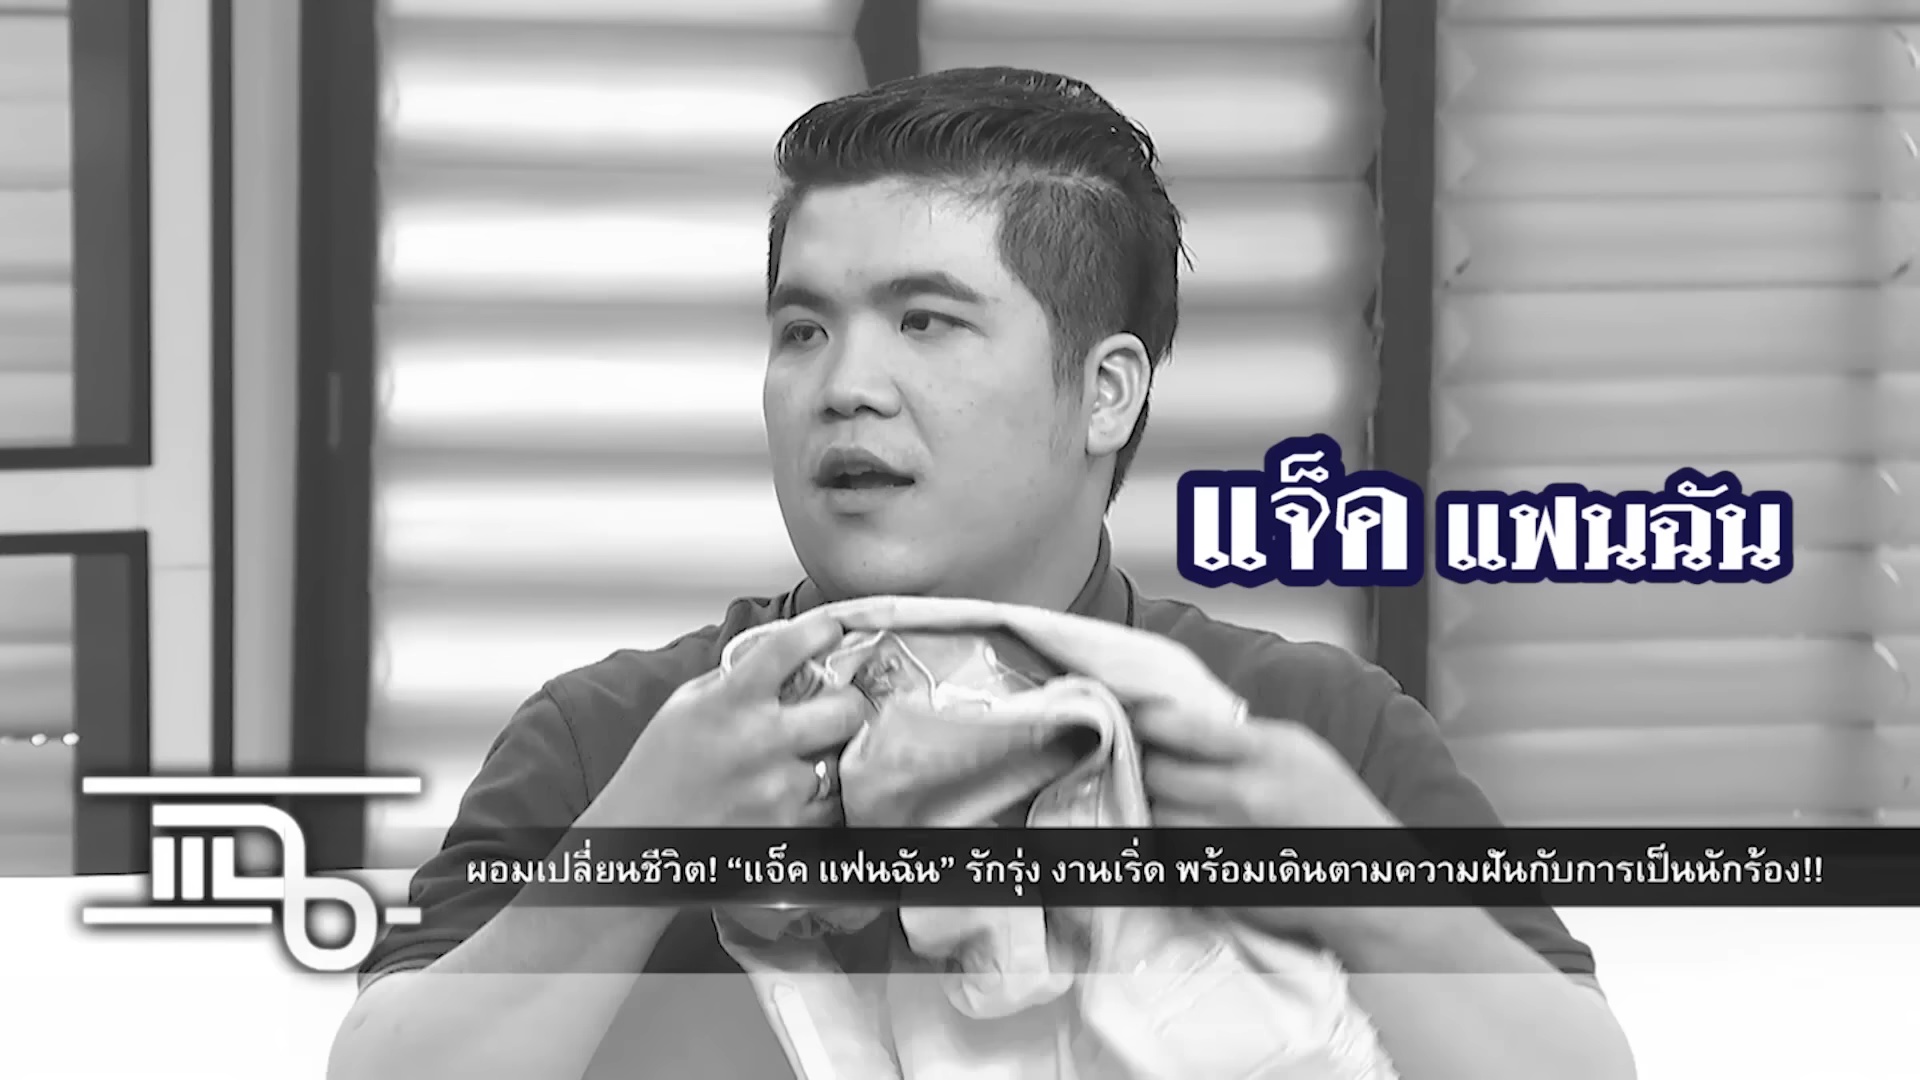 แจ็ค แฟนฉัน
แฉ
ผอมเปลี่ยนชีวิต! “แจ็ค แฟนฉัน” รักรุ่ง งานเริ่ด พร้อมเดินตามความฝันกับการเป็นนักร้อง!!